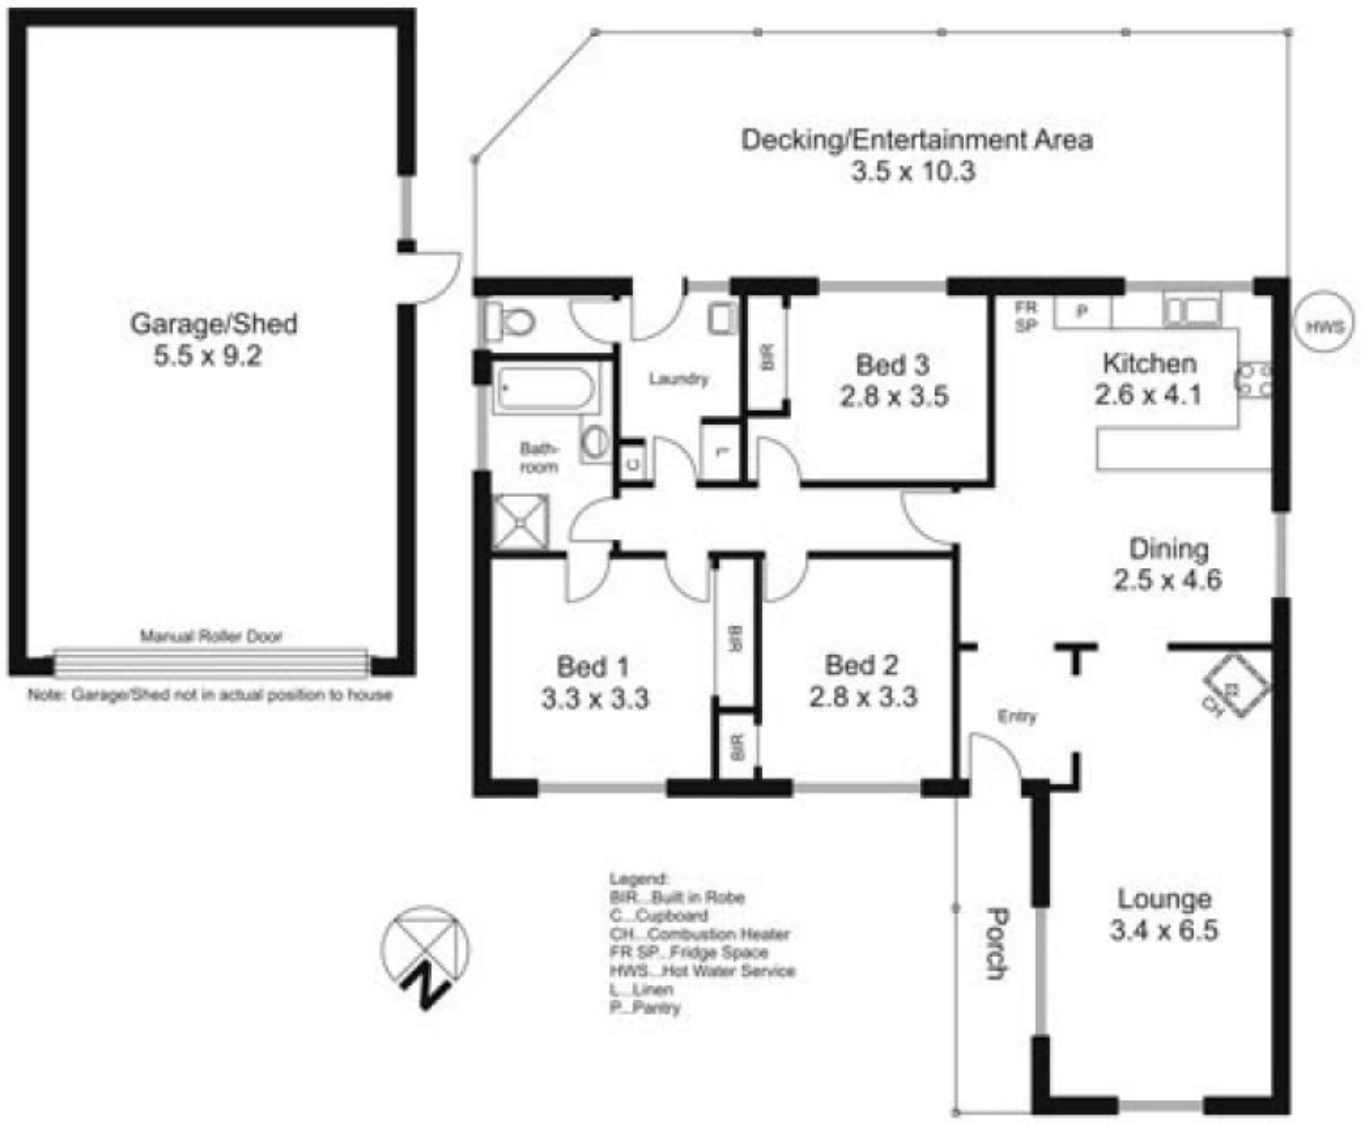 Decking/Entertainment Area
3.5 x 10.3
Garage/Shed
5.5 x 9.2
Manual Roller Door
Note: Garage/Shed not in actual position to house
Laundry
BIR
Bed 3
2.8 x 3.5
FR
SP
P
Kitchen
2.6 x 4.1
HWS
Bath-
room
C
L
Dining
2.5 x 4.6
Bed 1
3.3 x 3.3
BIR
BIR
Bed 2
2.8 x 3.3
Entry
CH
Porch
Lounge
3.4 x 6.5
N
Legend:
BIR...Built in Robe
C...Cupboard
CH...Combustion Heater
FR SP...Fridge Space
HWS...Hot Water Service
L...Linen
P...Pantry